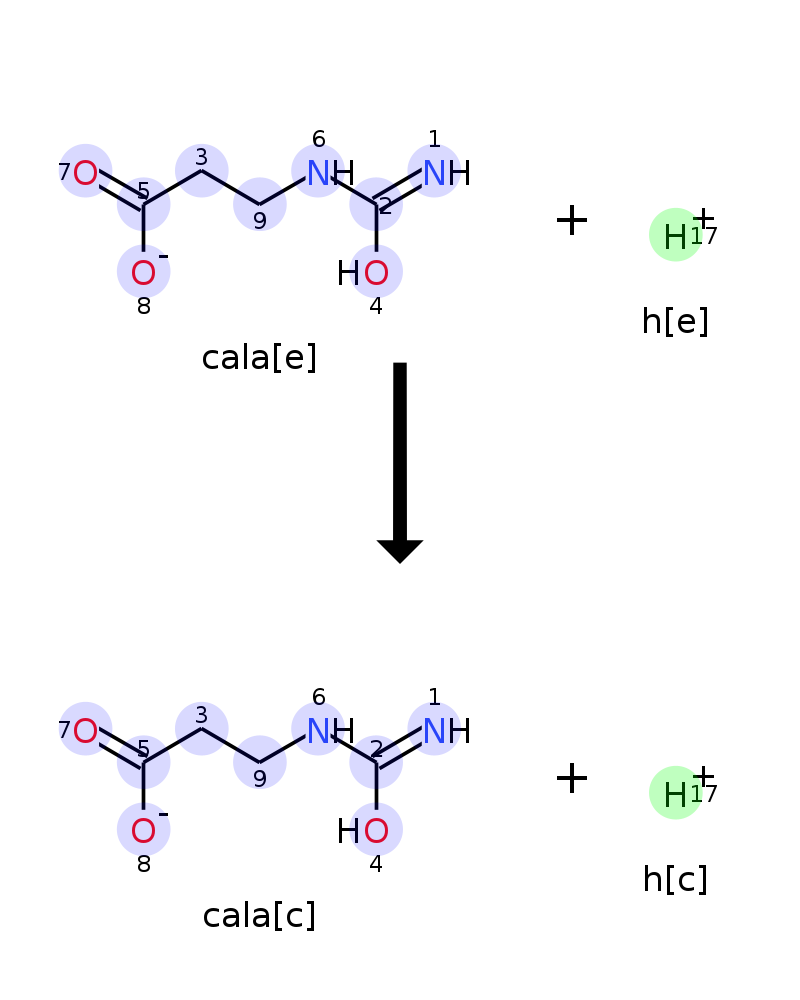 6 1
7 O 3 NH NH
5 2
9 + H + 17
O - HO
8 4 h[e]
cala[e]
6 1
7 O 3 NH NH
5 2
9 + H + 17
O - HO
8 4 h[c]
cala[c]